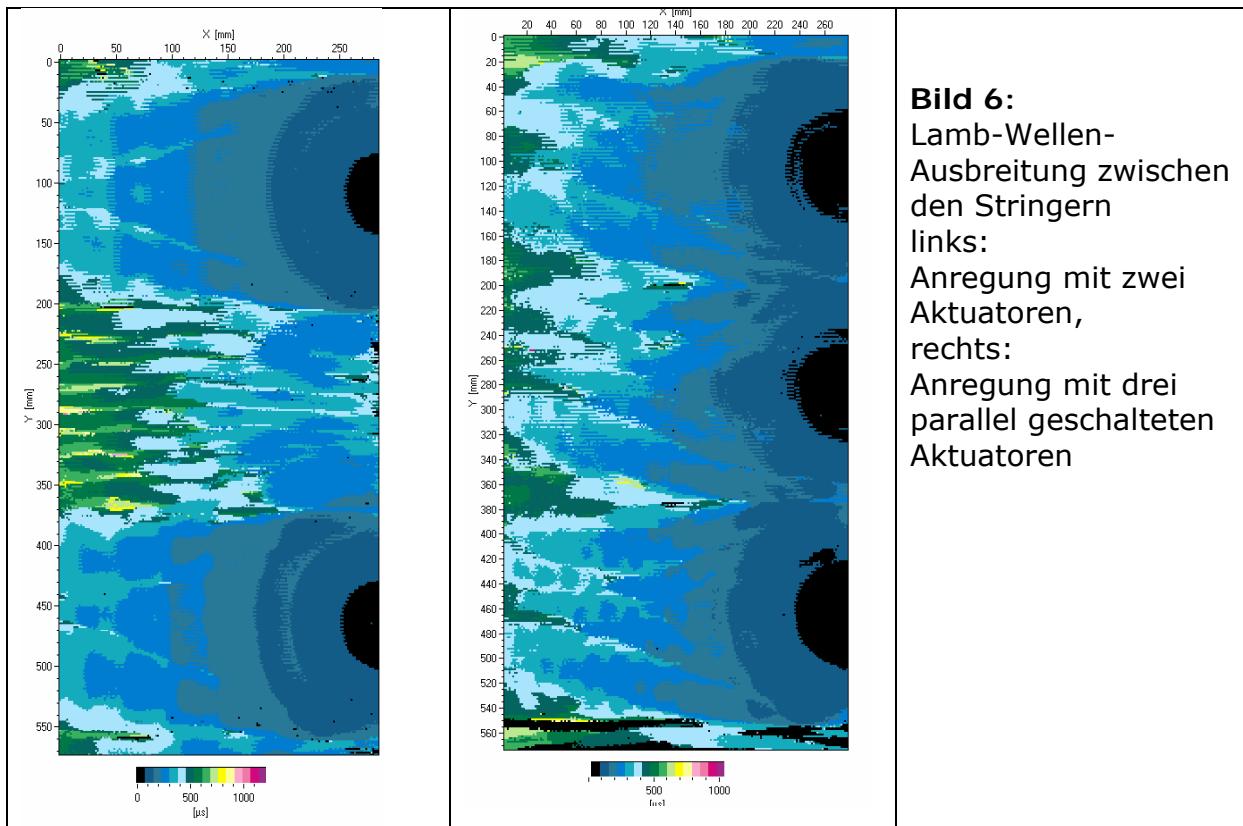 X [mm]
0 50 100 150 200 250
Y [mm]
0
50
100
150
200
250
300
350
400
450
500
550
0 500 1000
[µs]
X [mm]
20 40 60 80 100 120 140 160 180 200 220 240 260
Y [mm]
0
20
40
60
80
100
120
140
160
180
200
220
240
260
280
300
320
340
360
380
400
420
440
460
480
500
520
540
560
500 1000
[µs]
Bild 6:
Lamb-Wellen-
Ausbreitung zwischen
den Stringern
links:
Anregung mit zwei
Aktuatoren,
rechts:
Anregung mit drei
parallel geschalteten
Aktuatoren